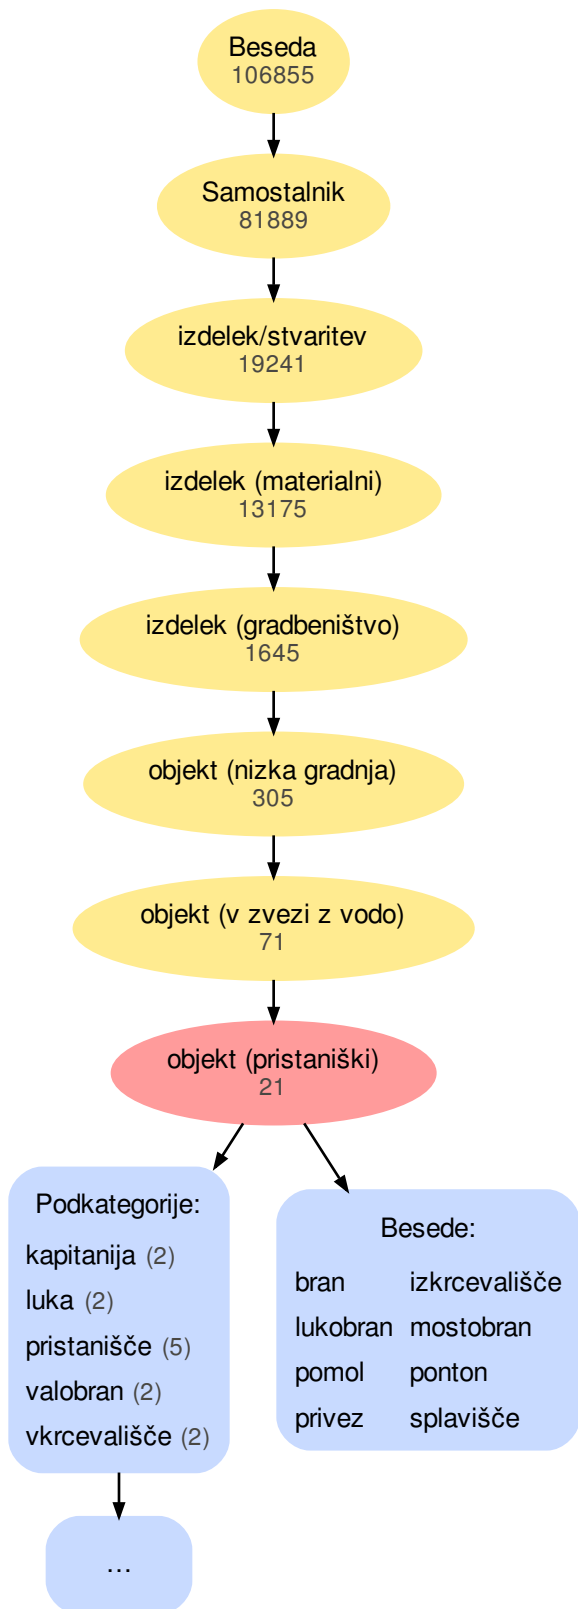 Beseda
106855
Samostalnik
81889
izdelek/stvaritev
19241
izdelek (materialni)
13175
izdelek (gradbeništvo)
1645
objekt (nizka gradnja)
305
objekt (v zvezi z vodo)
71
objekt (pristaniški)
21
Podkategorije:
kapitanija (2)
luka (2)
pristanišče (5)
valobran (2)
vkrcevališče (2)
...
Besede:
bran izkrcevališče
lukobran mostobran
pomol ponton
privez splavišče